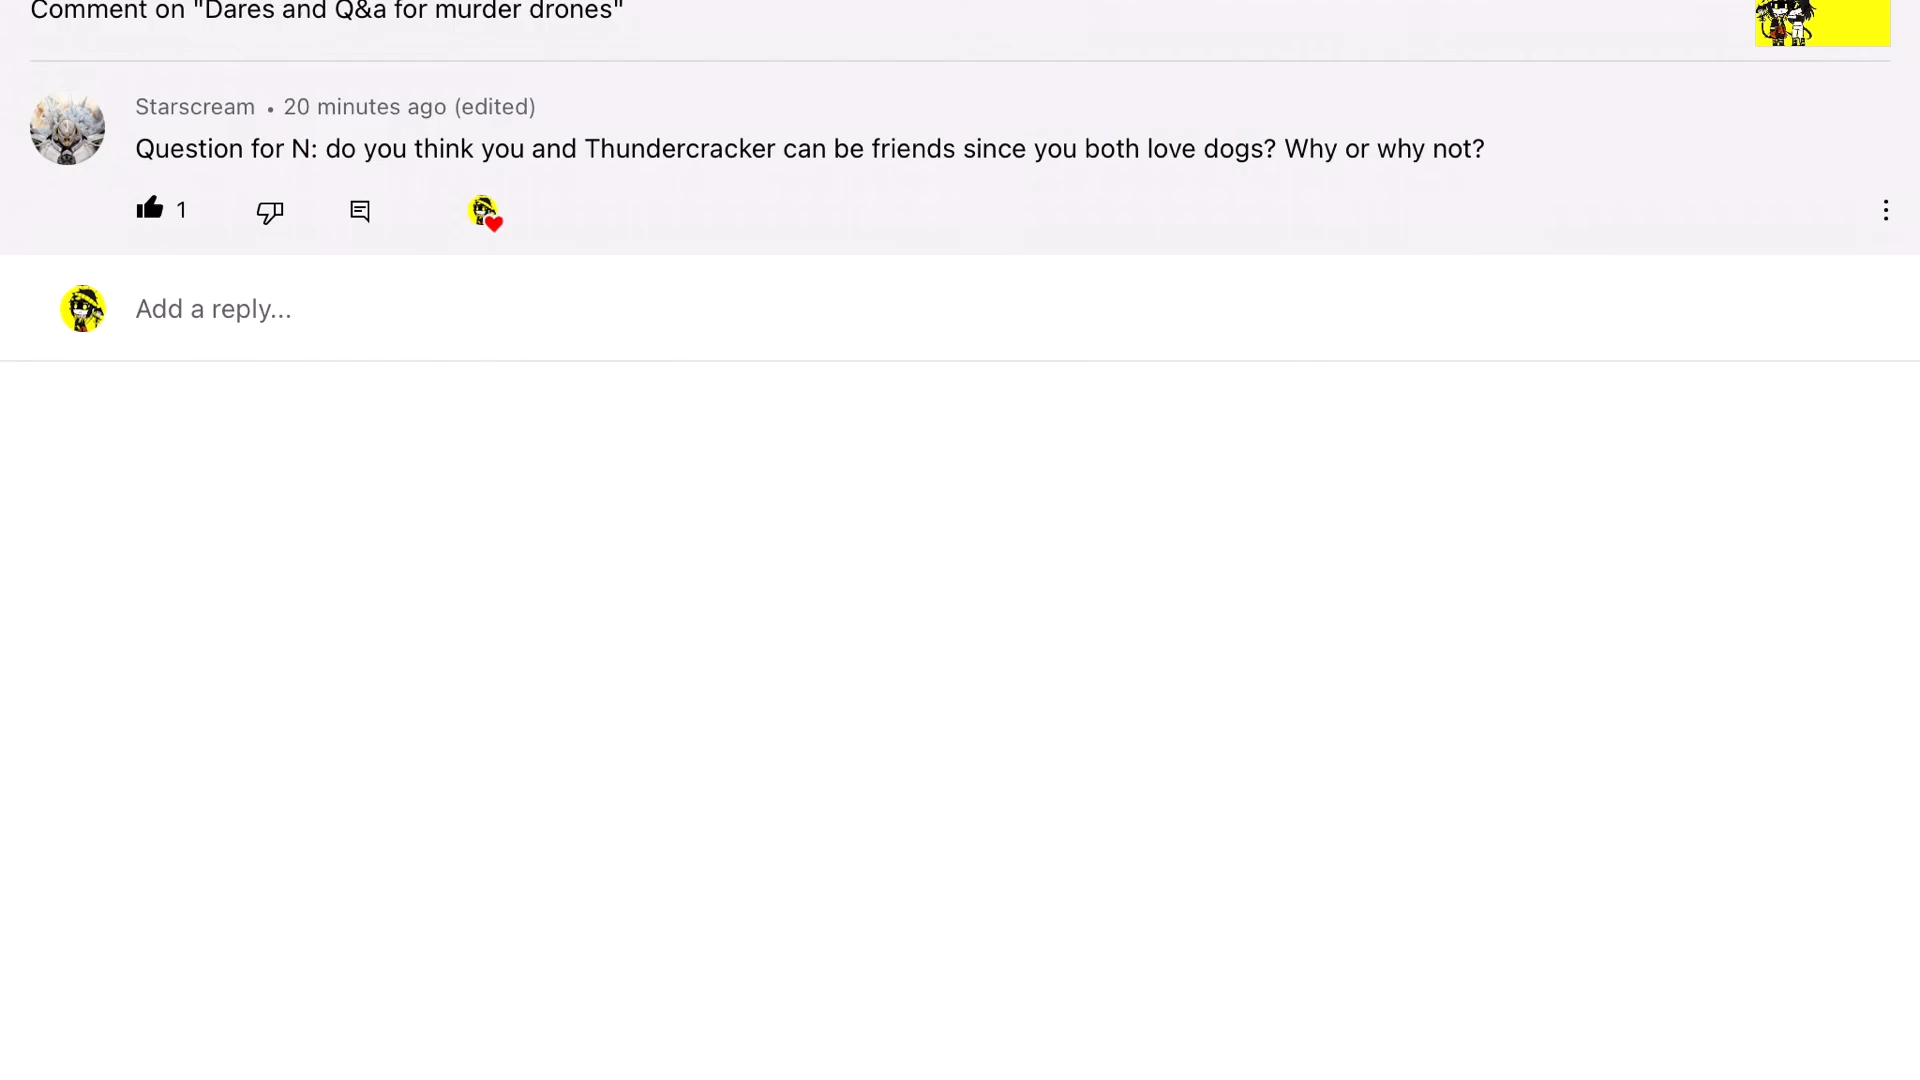 Comment on "Dares and Q&a for murder drones"
Starscream • 20 minutes ago (edited)
Question for N: do you think you and Thundercracker can be friends since you both love dogs? Why or why not?
1
Add a reply...